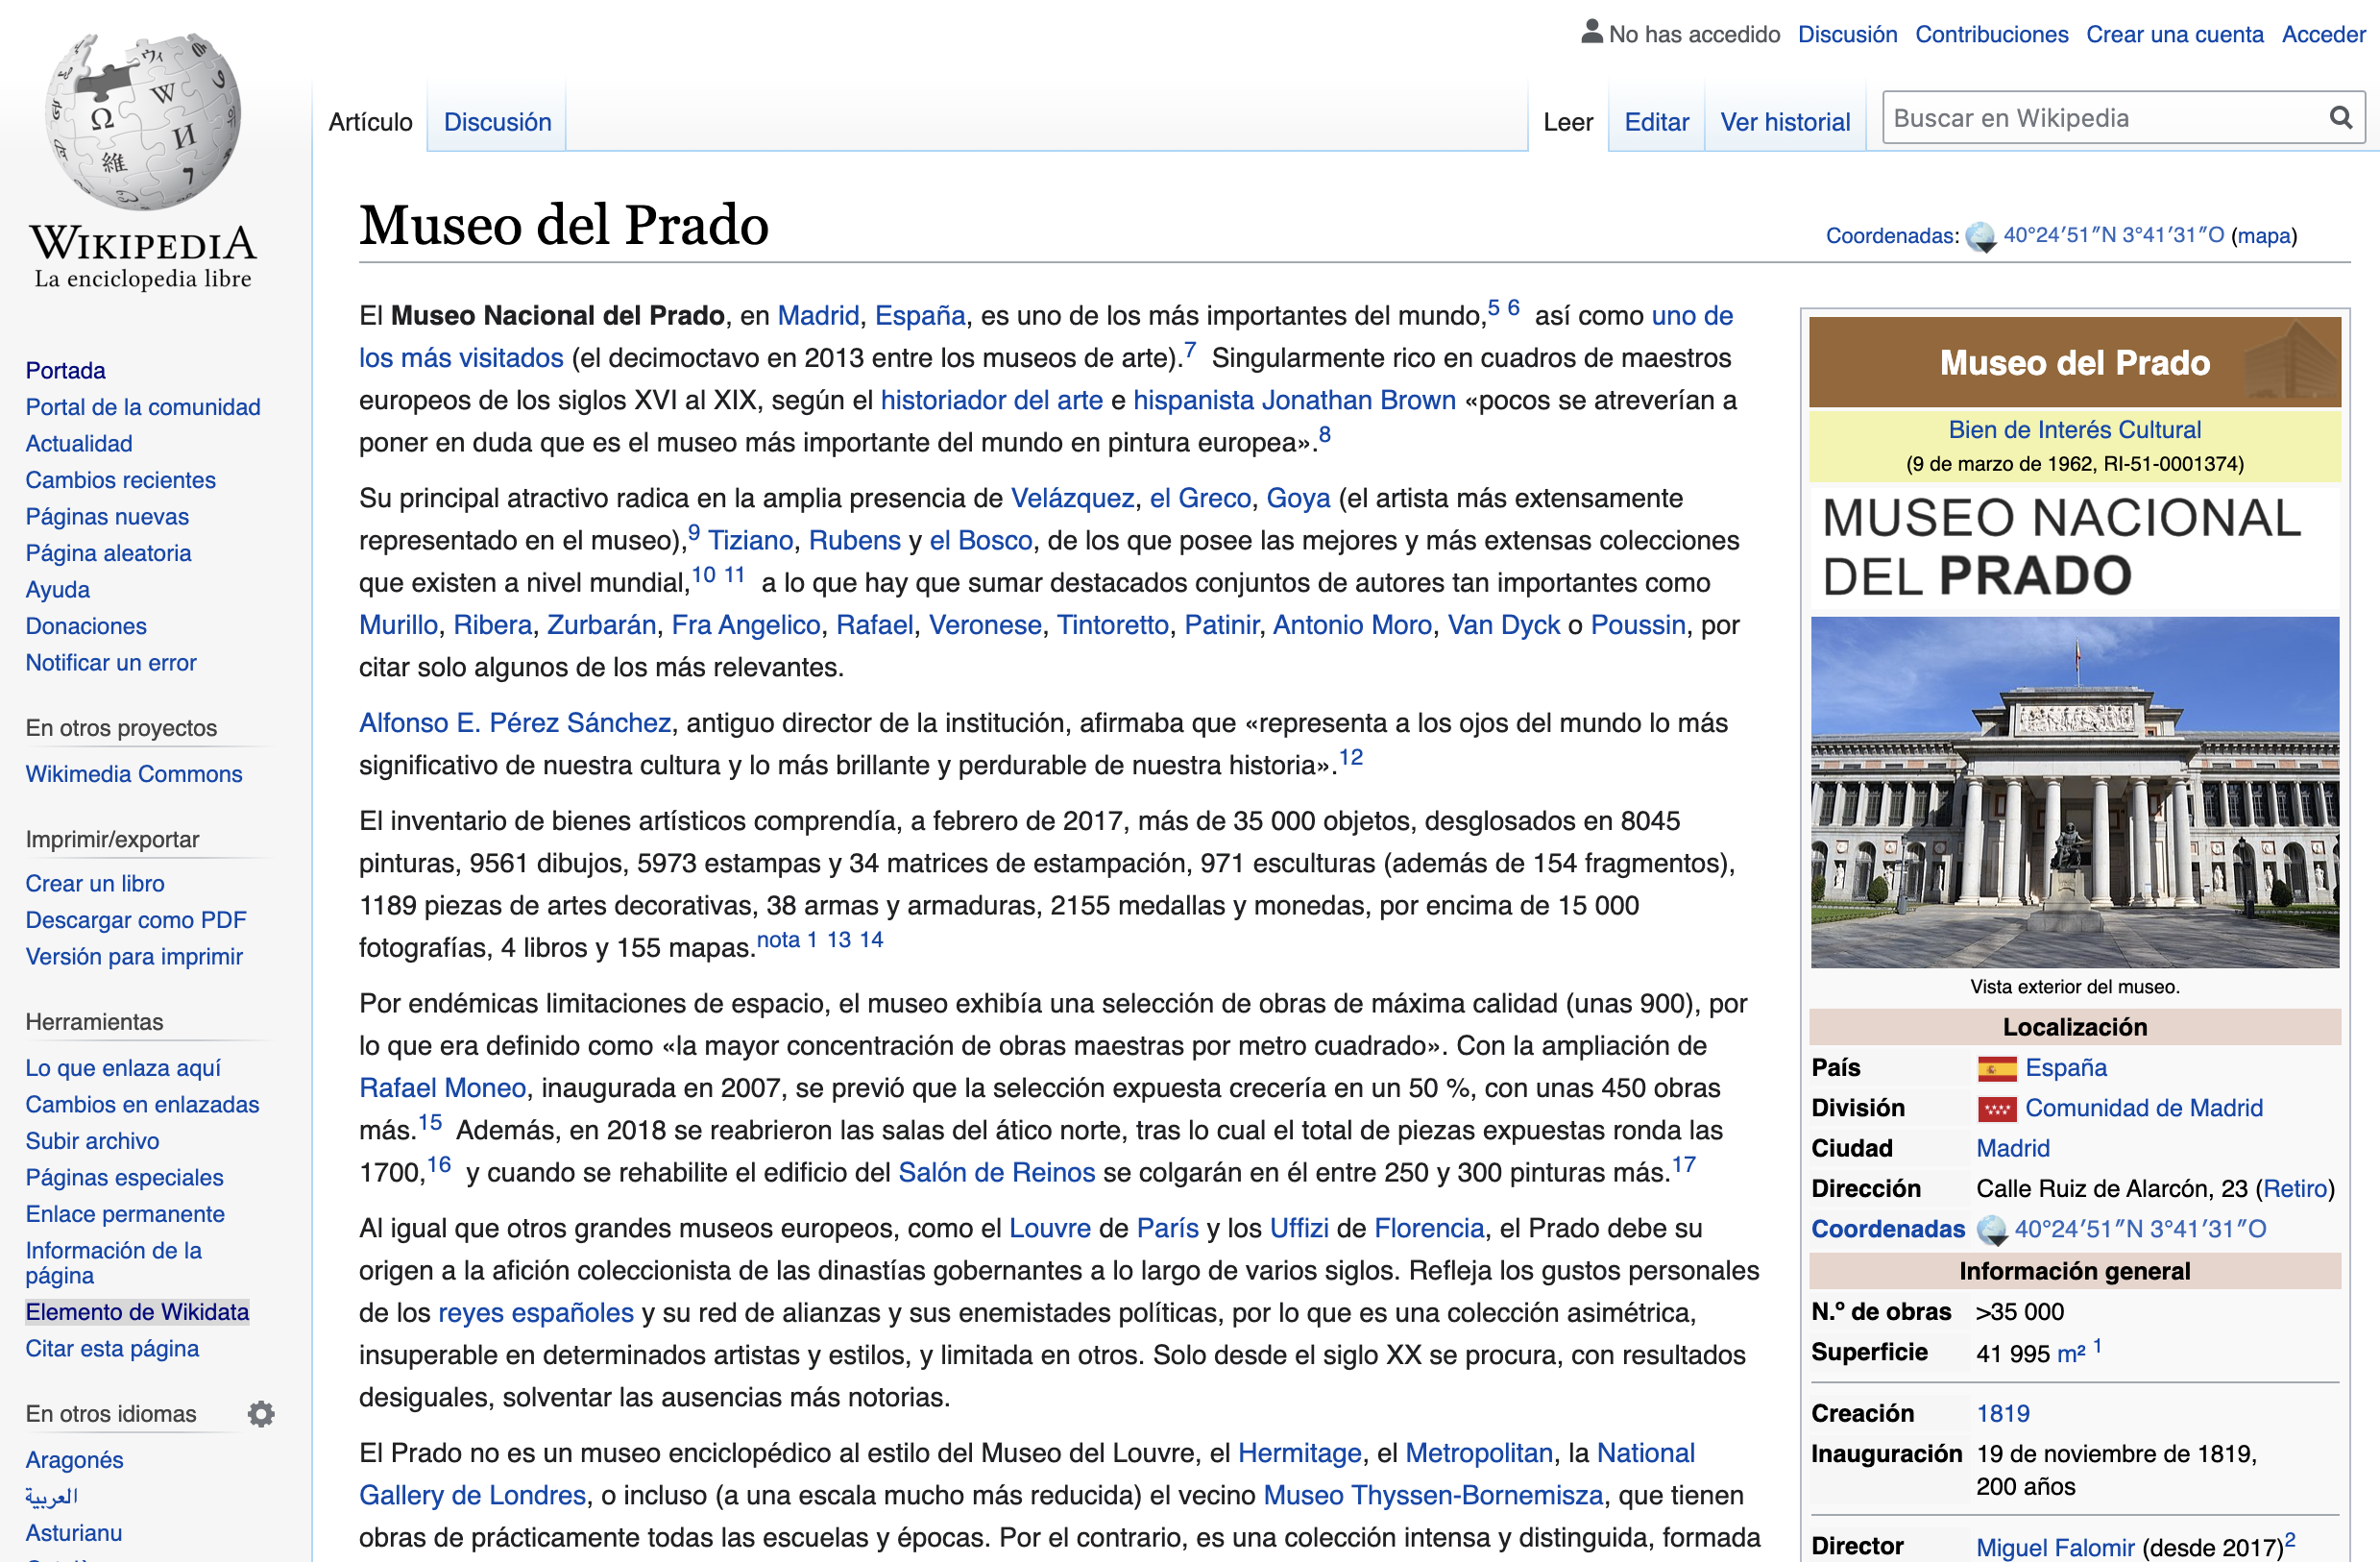 No has accedido Discusión Contribuciones Crear una cuenta Acceder
Artículo Discusión Leer Editar Ver historial Buscar en Wikipedia
WIKIPEDIA
La enciclopedia libre
Portada
Portal de la comunidad
Actualidad
Cambios recientes
Páginas nuevas
Página aleatoria
Ayuda
Donaciones
Notificar un error
En otros proyectos
Wikimedia Commons
Imprimir/exportar
Crear un libro
Descargar como PDF
Versión para imprimir
Herramientas
Lo que enlaza aquí
Cambios en enlazadas
Subir archivo
Páginas especiales
Enlace permanente
Información de la
página
Elemento de Wikidata
Citar esta página
En otros idiomas
Aragonés
العربية
Asturianu
Museo del Prado
Coordenadas: 40°24′51″N 3°41′31″O (mapa)
El Museo Nacional del Prado, en Madrid, España, es uno de los más importantes del mundo,5 6 así como uno de
los más visitados (el decimoctavo en 2013 entre los museos de arte).7 Singularmente rico en cuadros de maestros
europeos de los siglos XVI al XIX, según el historiador del arte e hispanista Jonathan Brown «pocos se atreverían a
poner en duda que es el museo más importante del mundo en pintura europea».8
Su principal atractivo radica en la amplia presencia de Velázquez, el Greco, Goya (el artista más extensamente
representado en el museo),9 Tiziano, Rubens y el Bosco, de los que posee las mejores y más extensas colecciones
que existen a nivel mundial,10 11 a lo que hay que sumar destacados conjuntos de autores tan importantes como
Murillo, Ribera, Zurbarán, Fra Angelico, Rafael, Veronese, Tintoretto, Patinir, Antonio Moro, Van Dyck o Poussin, por
citar solo algunos de los más relevantes.
Alfonso E. Pérez Sánchez, antiguo director de la institución, afirmaba que «representa a los ojos del mundo lo más
significativo de nuestra cultura y lo más brillante y perdurable de nuestra historia».12
El inventario de bienes artísticos comprendía, a febrero de 2017, más de 35 000 objetos, desglosados en 8045
pinturas, 9561 dibujos, 5973 estampas y 34 matrices de estampación, 971 esculturas (además de 154 fragmentos),
1189 piezas de artes decorativas, 38 armas y armaduras, 2155 medallas y monedas, por encima de 15 000
fotografías, 4 libros y 155 mapas.nota 1 13 14
Por endémicas limitaciones de espacio, el museo exhibía una selección de obras de máxima calidad (unas 900), por
lo que era definido como «la mayor concentración de obras maestras por metro cuadrado». Con la ampliación de
Rafael Moneo, inaugurada en 2007, se previó que la selección expuesta crecería en un 50 %, con unas 450 obras
más.15 Además, en 2018 se reabrieron las salas del ático norte, tras lo cual el total de piezas expuestas ronda las
1700,16 y cuando se rehabilite el edificio del Salón de Reinos se colgarán en él entre 250 y 300 pinturas más.17
Al igual que otros grandes museos europeos, como el Louvre de París y los Uffizi de Florencia, el Prado debe su
origen a la afición coleccionista de las dinastías gobernantes a lo largo de varios siglos. Refleja los gustos personales
de los reyes españoles y su red de alianzas y sus enemistades políticas, por lo que es una colección asimétrica,
insuperable en determinados artistas y estilos, y limitada en otros. Solo desde el siglo XX se procura, con resultados
desiguales, solventar las ausencias más notorias.
El Prado no es un museo enciclopédico al estilo del Museo del Louvre, el Hermitage, el Metropolitan, la National
Gallery de Londres, o incluso (a una escala mucho más reducida) el vecino Museo Thyssen-Bornemisza, que tienen
obras de prácticamente todas las escuelas y épocas. Por el contrario, es una colección intensa y distinguida, formada
Museo del Prado
Bien de Interés Cultural
(9 de marzo de 1962, RI-51-0001374)
MUSEO NACIONAL
DEL PRADO
Vista exterior del museo.
Localización
País España
División Comunidad de Madrid
Ciudad Madrid
Dirección Calle Ruiz de Alarcón, 23 (Retiro)
Coordenadas 40°24′51″N 3°41′31″O
Información general
N.º de obras >35 000
Superficie 41 995 m² 1
Creación 1819
Inauguración 19 de noviembre de 1819,
200 años
Director Miguel Falomir (desde 2017)2